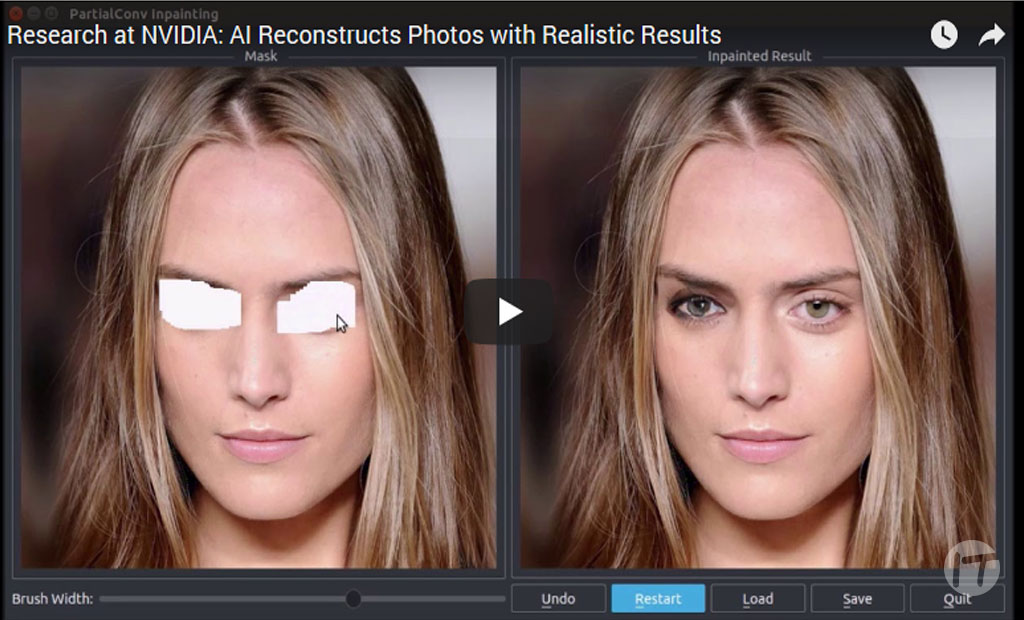 PartialConv Inpainting
Research at NVIDIA: AI Reconstructs Photos with Realistic Results
Mask
Inpainted Result
Brush Width:
Undo
Restart
Load
Save
Quit
IT